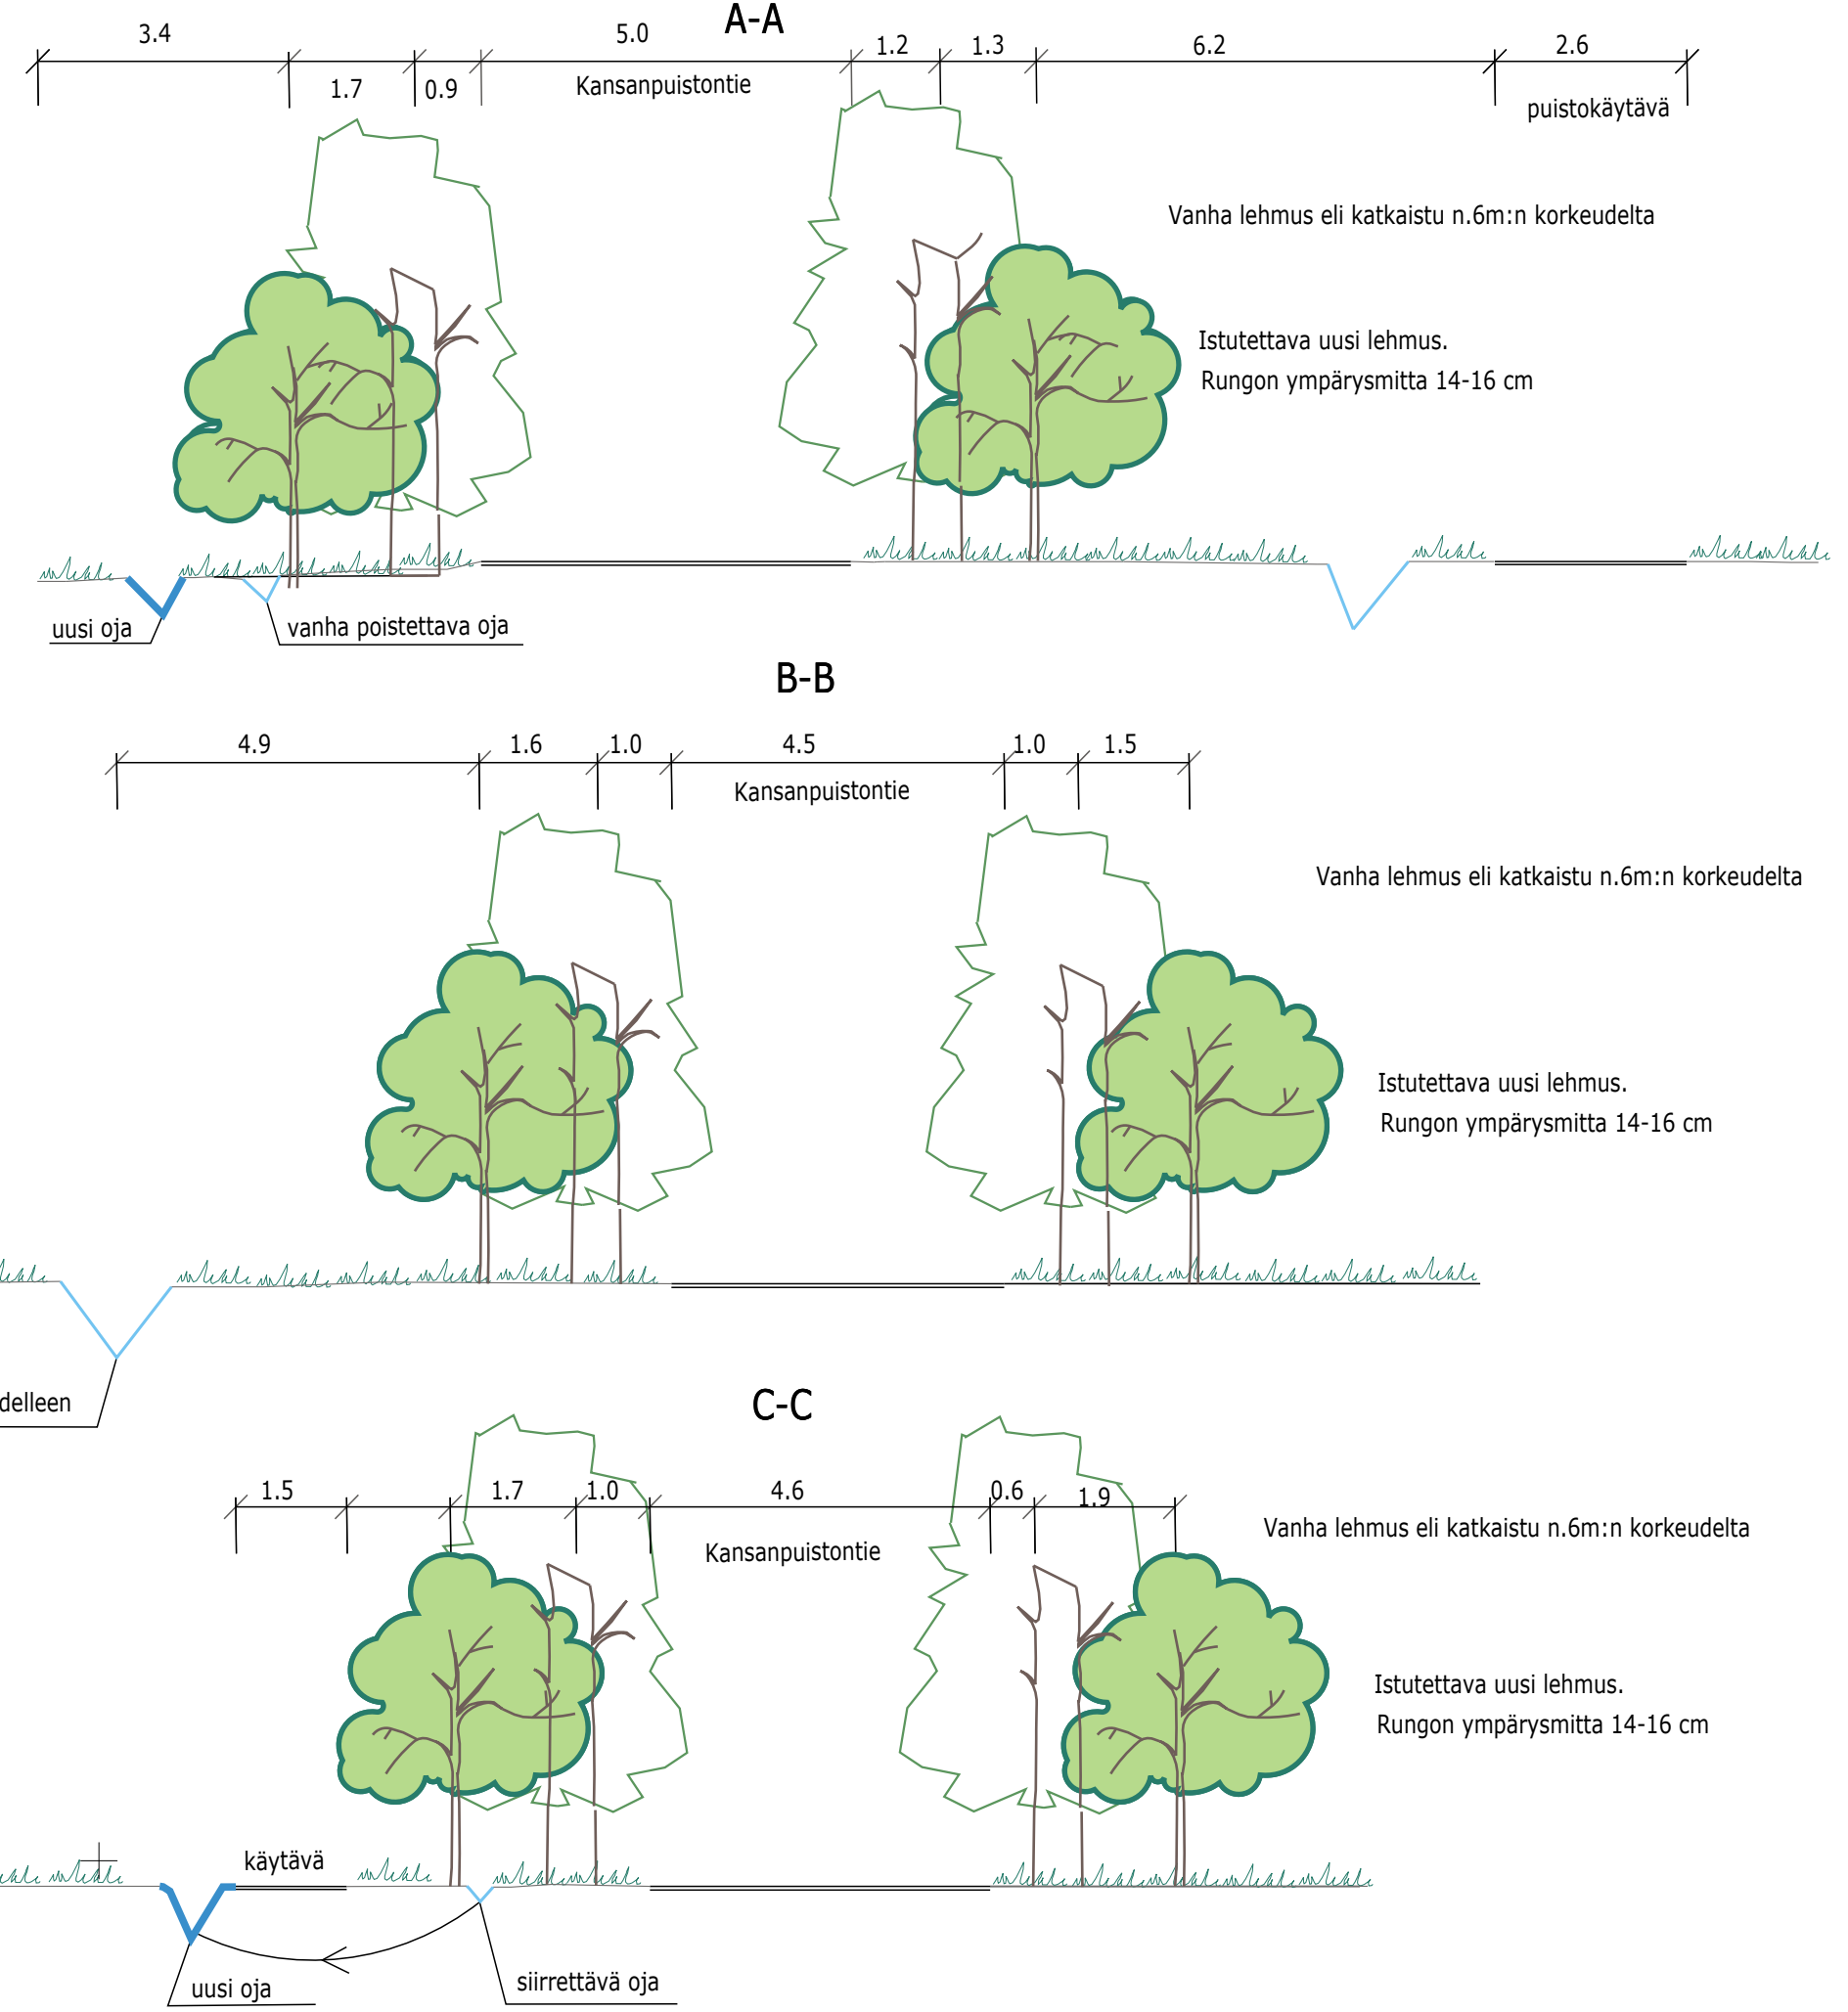 A-A
3.4
5.0
1.2
1.3
6.2
2.6
1.7
0.9
Kansanpuistontie
puistokäytävä
Vanha lehmus eli katkaistu n.6m:n korkeudelta
Istutettava uusi lehmus.
Rungon ympärysmitta 14-16 cm
uusi oja
vanha poistettava oja
B-B
4.9
1.6
1.0
4.5
1.0
1.5
Kansanpuistontie
Vanha lehmus eli katkaistu n.6m:n korkeudelta
Istutettava uusi lehmus.
Rungon ympärysmitta 14-16 cm
delleen
C-C
1.5
1.7
1.0
4.6
0.6
1.9
Kansanpuistontie
Vanha lehmus eli katkaistu n.6m:n korkeudelta
Istutettava uusi lehmus.
Rungon ympärysmitta 14-16 cm
käytävä
uusi oja
siirrettävä oja